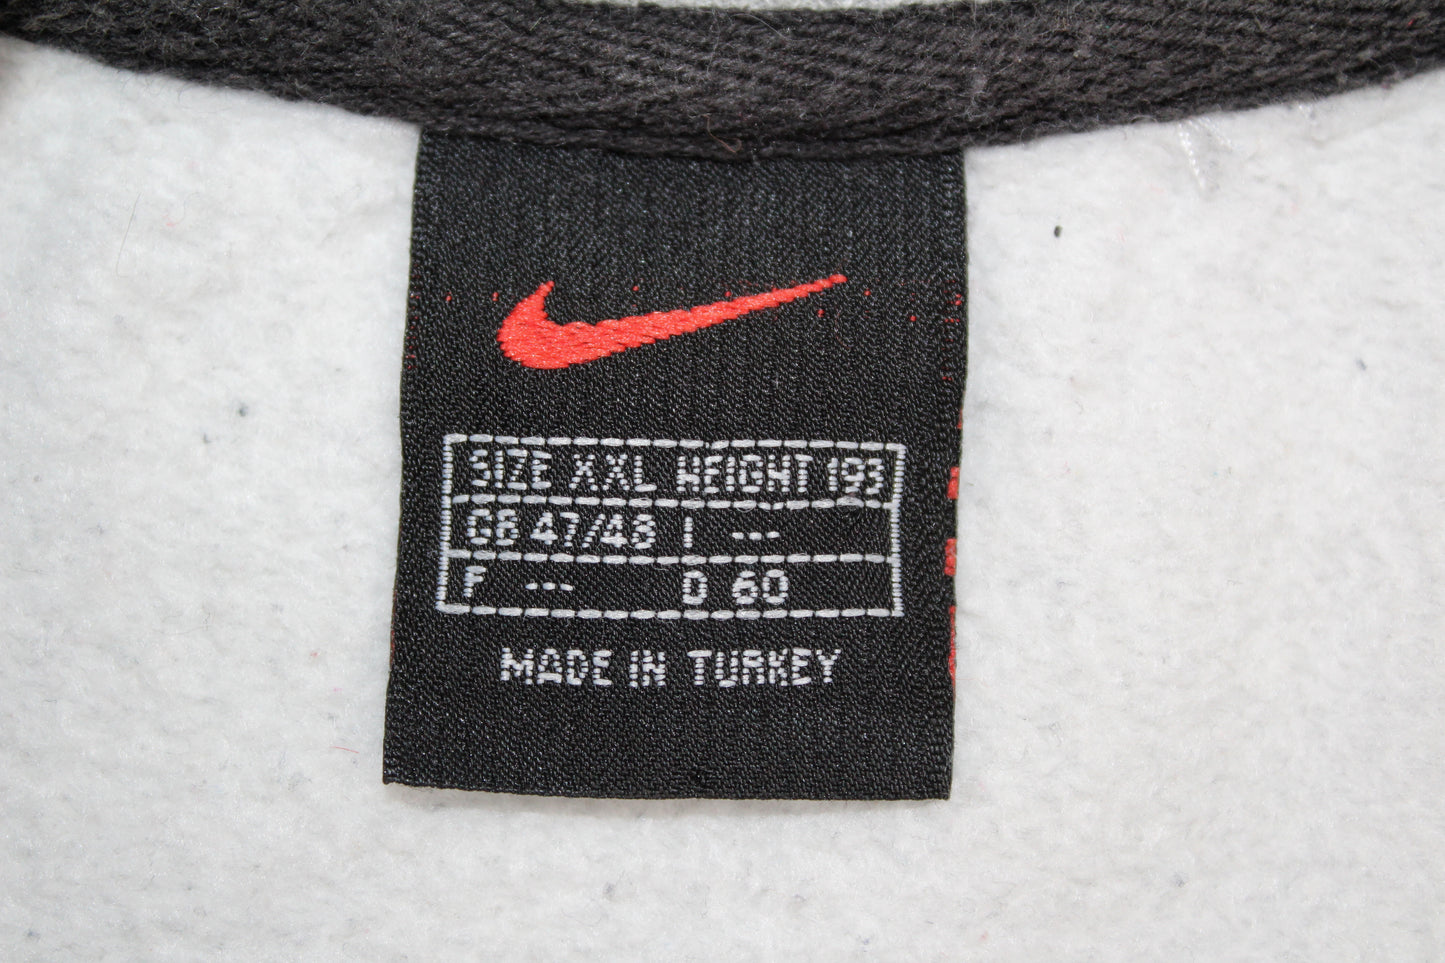 SIZE XXL HEIGHT 193
GB 47/48 I ---
F --- D 60
MADE IN TURKEY